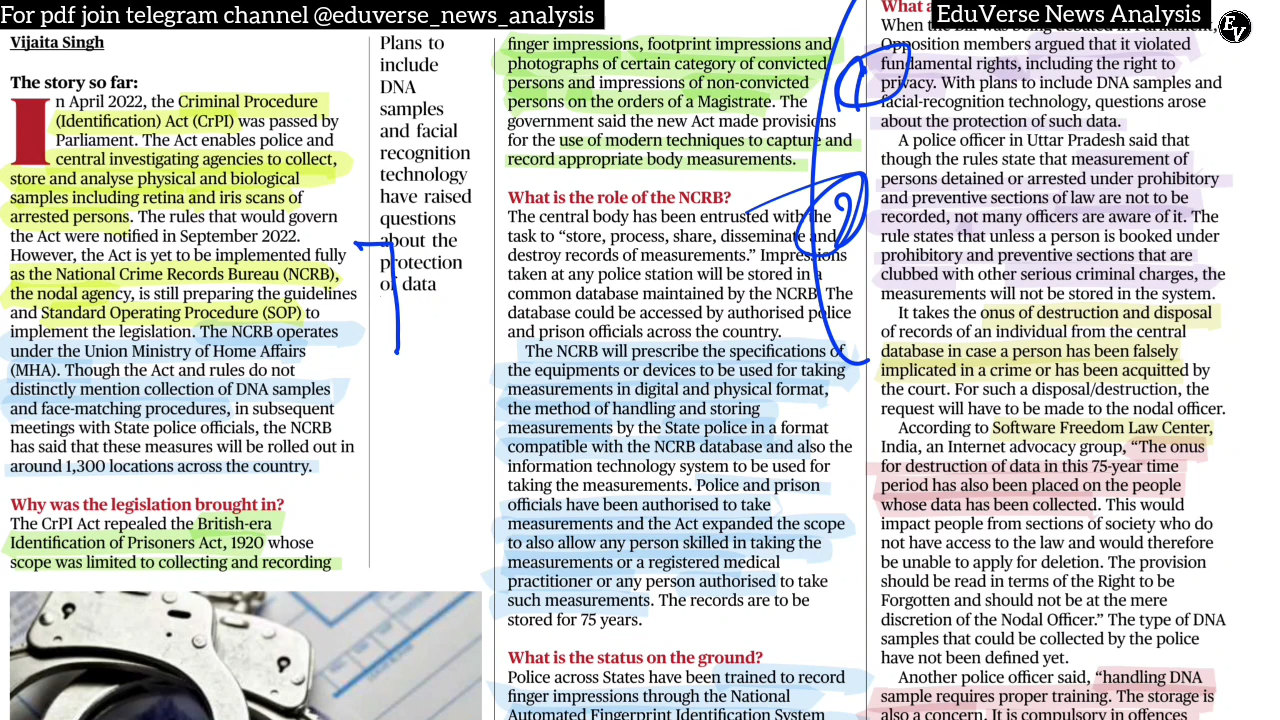 For pdf join telegram channel @eduverse_news_analysis
EduVerse News Analysis
EV
Vijaita Singh
The story so far:
In April 2022, the Criminal Procedure
(Identification) Act (CrPI) was passed by
Parliament. The Act enables police and
central investigating agencies to collect,
store and analyse physical and biological
samples including retina and iris scans of
arrested persons. The rules that would govern
the Act were notified in September 2022.
However, the Act is yet to be implemented fully
as the National Crime Records Bureau (NCRB),
the nodal agency, is still preparing the guidelines
and Standard Operating Procedure (SOP) to
implement the legislation. The NCRB operates
under the Union Ministry of Home Affairs
(MHA). Though the Act and rules do not
distinctly mention collection of DNA samples
and face-matching procedures, in subsequent
meetings with State police officials, the NCRB
has said that these measures will be rolled out in
around 1,300 locations across the country.
Why was the legislation brought in?
The CrPI Act repealed the British-era
Identification of Prisoners Act, 1920 whose
scope was limited to collecting and recording
Plans to
include
DNA
samples
and facial
recognition
technology
have raised
questions
about the
protection
of data
finger impressions, footprint impressions and
photographs of certain category of convicted
persons and impressions of non-convicted
persons on the orders of a Magistrate. The
government said the new Act made provisions
for the use of modern techniques to capture and
record appropriate body measurements.
What is the role of the NCRB?
The central body has been entrusted with the
task to “store, process, share, disseminate and
destroy records of measurements.” Impressions
taken at any police station will be stored in a
common database maintained by the NCRB. The
database could be accessed by authorised police
and prison officials across the country.
The NCRB will prescribe the specifications of
the equipments or devices to be used for taking
measurements in digital and physical format,
the method of handling and storing
measurements by the State police in a format
compatible with the NCRB database and also the
information technology system to be used for
taking the measurements. Police and prison
officials have been authorised to take
measurements and the Act expanded the scope
to also allow any person skilled in taking the
measurements or a registered medical
practitioner or any person authorised to take
such measurements. The records are to be
stored for 75 years.
What is the status on the ground?
Police across States have been trained to record
finger impressions through the National
Automated Fingerprint Identification System
1
2
What
When the Bill was being debated in Parliament,
Opposition members argued that it violated
fundamental rights, including the right to
privacy. With plans to include DNA samples and
facial-recognition technology, questions arose
about the protection of such data.
A police officer in Uttar Pradesh said that
though the rules state that measurement of
persons detained or arrested under prohibitory
and preventive sections of law are not to be
recorded, not many officers are aware of it. The
rule states that unless a person is booked under
prohibitory and preventive sections that are
clubbed with other serious criminal charges, the
measurements will not be stored in the system.
It takes the onus of destruction and disposal
of records of an individual from the central
database in case a person has been falsely
implicated in a crime or has been acquitted by
the court. For such a disposal/destruction, the
request will have to be made to the nodal officer.
According to Software Freedom Law Center,
India, an Internet advocacy group, “The onus
for destruction of data in this 75-year time
period has also been placed on the people
whose data has been collected. This would
impact people from sections of society who do
not have access to the law and would therefore
be unable to apply for deletion. The provision
should be read in terms of the Right to be
Forgotten and should not be at the mere
discretion of the Nodal Officer.” The type of DNA
samples that could be collected by the police
have not been defined yet.
Another police officer said, “handling DNA
sample requires proper training. The storage is
also a concern. It is compulsory in offences